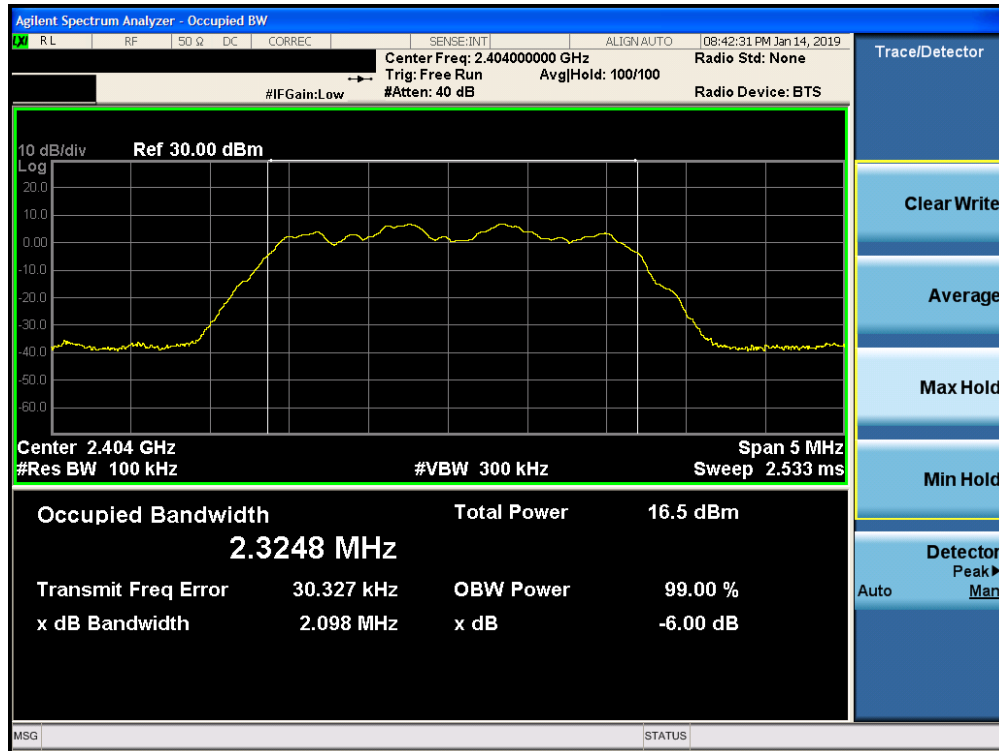 Agilent Spectrum Analyzer - Occupied BW
LXI RL RF 50 Ω DC CORREC SENSE:INT ALIGN AUTO 08:42:31 PM Jan 14, 2019
Center Freq: 2.404000000 GHz Radio Std: None
Trig: Free Run Avg|Hold: 100/100
#IFGain:Low #Atten: 40 dB Radio Device: BTS
Trace/Detector
10 dB/div Ref 30.00 dBm
Log
20.0
10.0
0.00
-10.0
-20.0
-30.0
-40.0
-50.0
-60.0
Center 2.404 GHz Span 5 MHz
#Res BW 100 kHz #VBW 300 kHz Sweep 2.533 ms
Occupied Bandwidth Total Power 16.5 dBm
2.3248 MHz
Transmit Freq Error 30.327 kHz OBW Power 99.00 %
x dB Bandwidth 2.098 MHz x dB -6.00 dB
Clear Write
Average
Max Hold
Min Hold
Detector
Peak▶
Auto Man
MSG STATUS